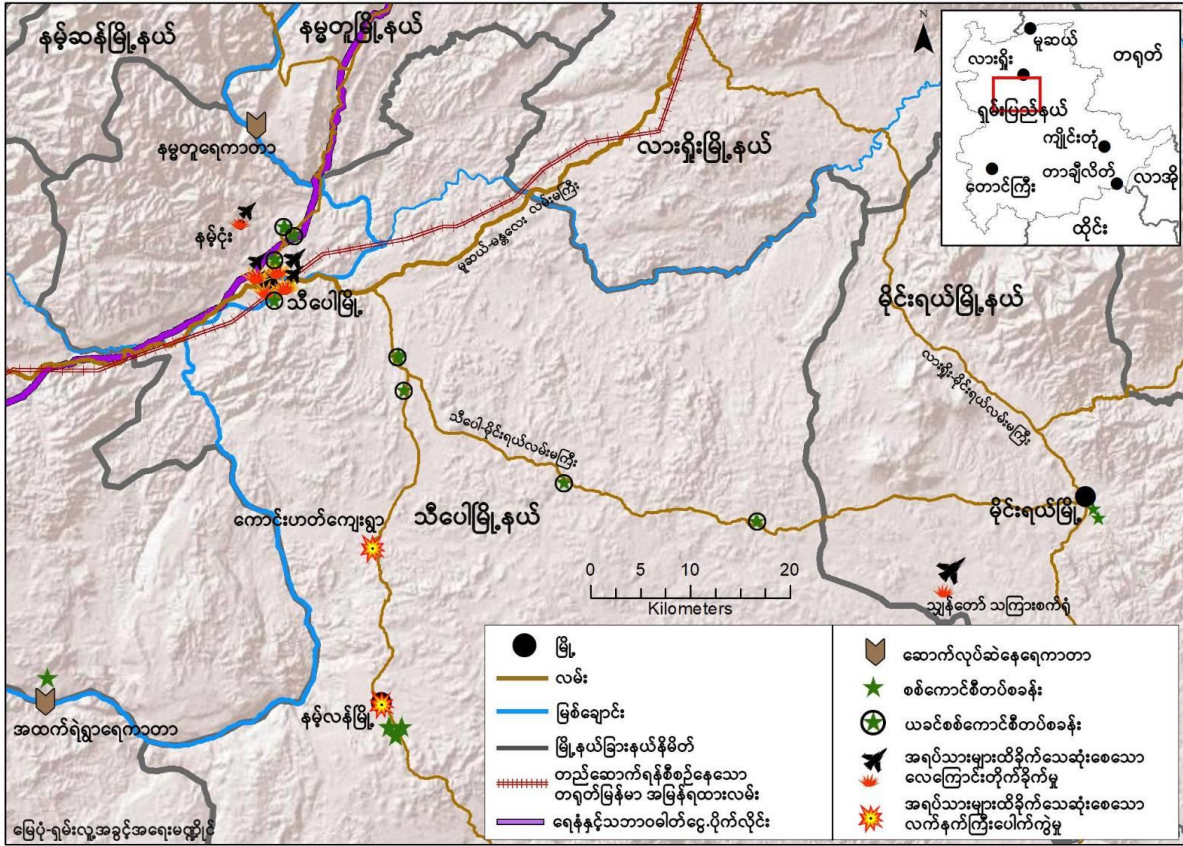 နမ့်ဆန်မြို့နယ်
နမ္မတူမြို့နယ်
N
မူဆယ်
လားရှိုး
တရုတ်
ရှမ်းပြည်နယ်
ကျိုင်းတုံ
တာချီလိတ်
လာအို
တောင်ကြီး
ထိုင်း
နမ္မတူရေကာတာ
လားရှိုးမြို့နယ်
နမ့်ငုံး
မူဆယ်-မန္တလေး လမ်းမကြီး
သီပေါမြို့
မိုင်းရယ်မြို့နယ်
လားရှိုး-မိုင်းရယ်လမ်းမကြီး
သီပေါ-မိုင်းရယ်လမ်းမကြီး
ကောင်းဟတ်ကျေးရွာ
သီပေါမြို့နယ်
မိုင်းရယ်မြို့
0 5 10 20
Kilometers
သျှန်တော် သကြားစက်ရုံ
နမ့်လန်မြို့
အထက်ရဲရွာရေကာတာ
မြေပုံ-ရှမ်းလူ့အခွင့်အရေးမဏ္ဍိုင်
မြို့
လမ်း
မြစ်ချောင်း
မြို့နယ်ခြားနယ်နိမိတ်
တည်ဆောက်ရန်စီစဉ်နေသော
တရုတ်မြန်မာ အမြန်ရထားလမ်း
ရေနံနှင့်သဘာဝဓါတ်ငွေ့ပိုက်လိုင်း
ဆောက်လုပ်ဆဲနေရေကာတာ
စစ်ကောင်စီတပ်စခန်း
ယခင်စစ်ကောင်စီတပ်စခန်း
အရပ်သားများထိခိုက်သေဆုံးစေသော
လေကြောင်းတိုက်ခိုက်မှု
အရပ်သားများထိခိုက်သေဆုံးစေသော
လက်နက်ကြီးပေါက်ကွဲမှု